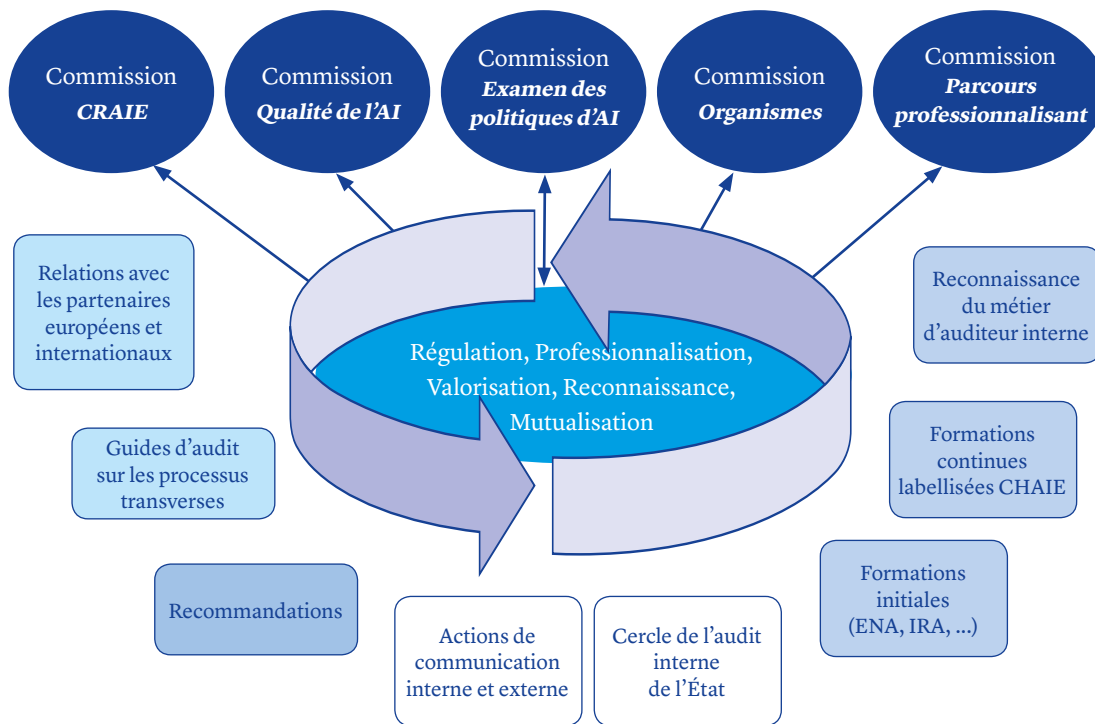 Commission
CRAIE
Commission
Qualité de l'AI
Commission
Examen des
politiques d'AI
Commission
Organismes
Commission
Parcours
professionnalisant
Relations avec
les partenaires
européens et
internationaux
Reconnaissance
du métier
d'auditeur interne
Régulation, Professionnalisation,
Valorisation, Reconnaissance,
Mutualisation
Guides d'audit
sur les processus
transverses
Formations
continues
labellisées CHAIE
Recommandations
Actions de
communication
interne et externe
Cercle de l'audit
interne
de l'État
Formations
initiales
(ENA, IRA, ...)